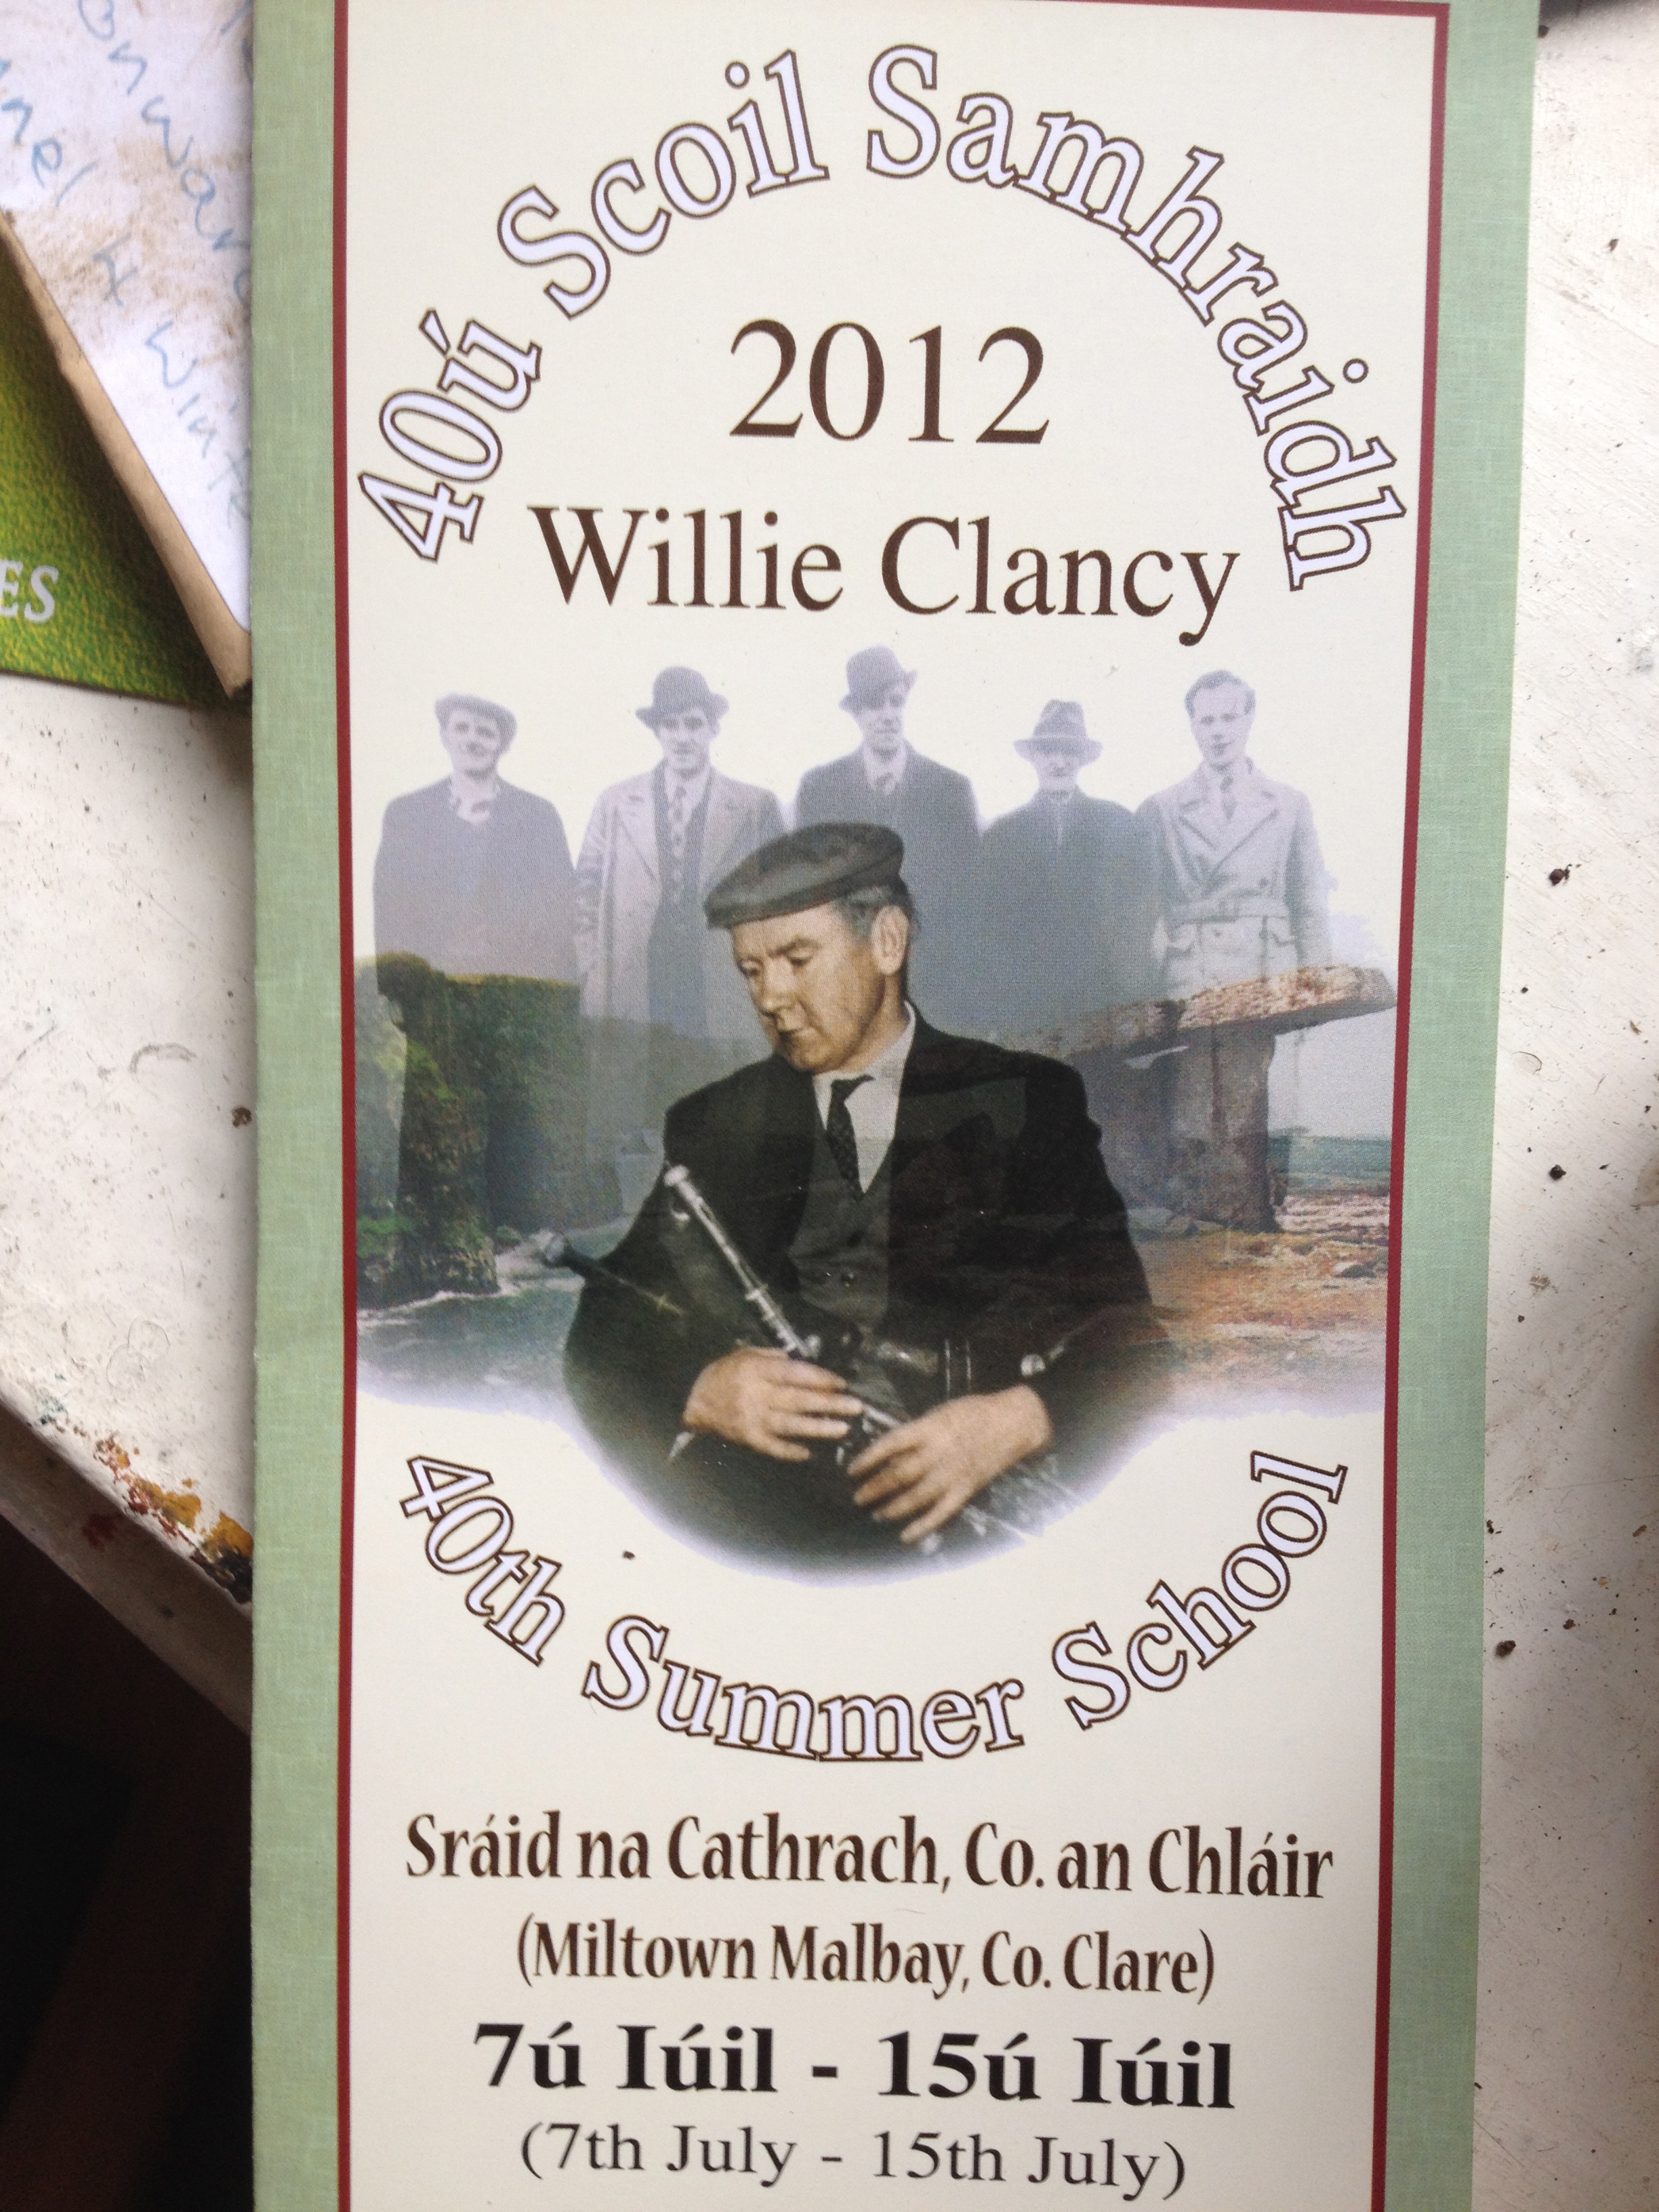 40ú Scoil Samhraidh
2012
Willie Clancy
40th Summer School
Sráid na Cathrach, Co. an Chláir
(Miltown Malbay, Co. Clare)
7ú Iúil - 15ú Iúil
(7th July - 15th July)
ES